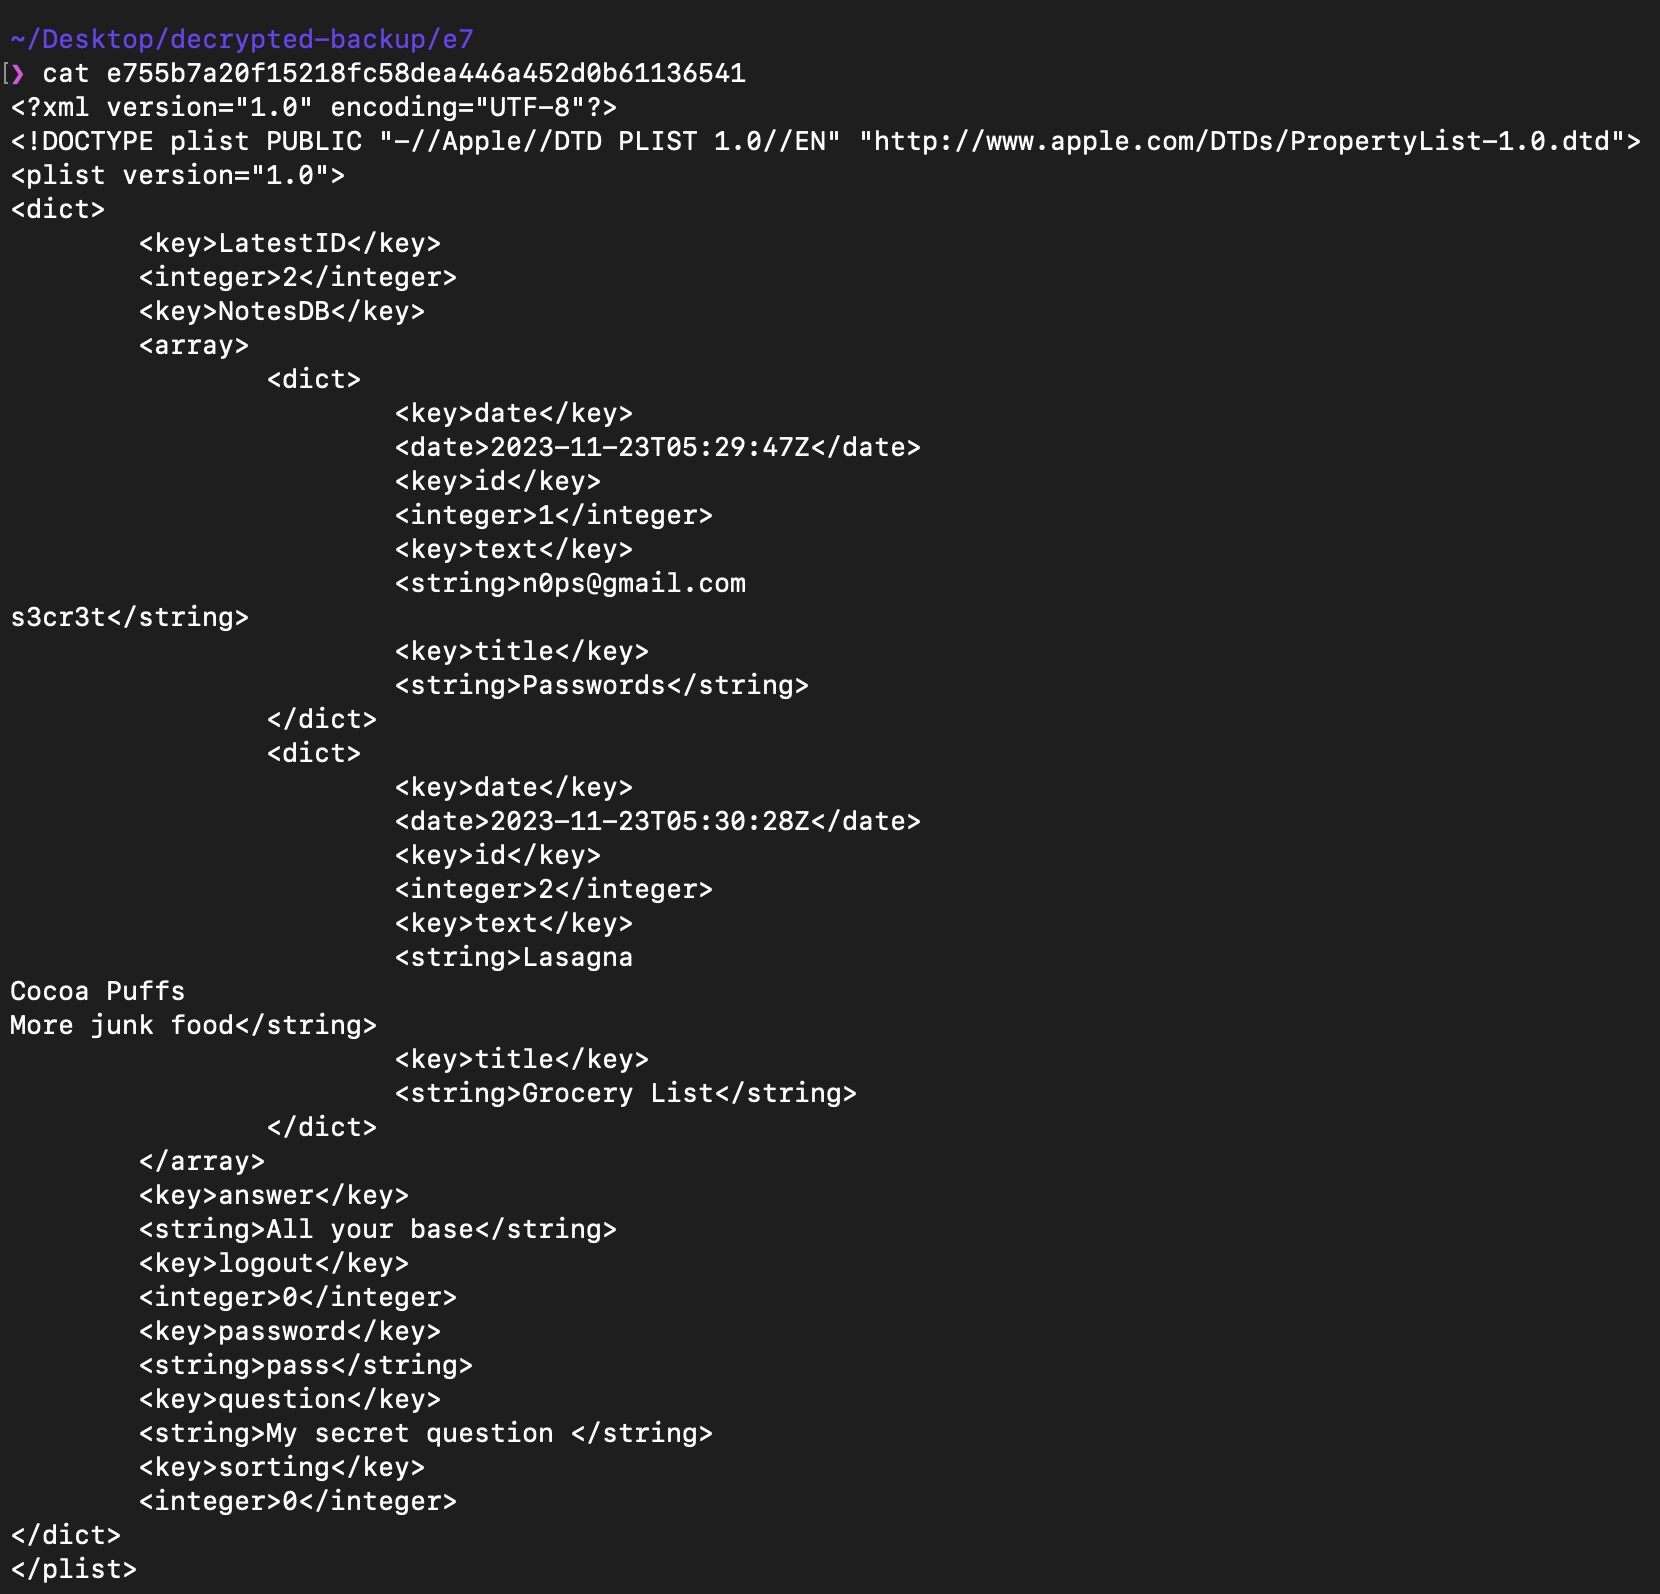 ~/Desktop/decrypted-backup/e7
[❯ cat e755b7a20f15218fc58dea446a452d0b61136541
<?xml version="1.0" encoding="UTF-8"?>
<!DOCTYPE plist PUBLIC "-//Apple//DTD PLIST 1.0//EN" "http://www.apple.com/DTDs/PropertyList-1.0.dtd">
<plist version="1.0">
<dict>
	<key>LatestID</key>
	<integer>2</integer>
	<key>NotesDB</key>
	<array>
		<dict>
			<key>date</key>
			<date>2023-11-23T05:29:47Z</date>
			<key>id</key>
			<integer>1</integer>
			<key>text</key>
			<string>n0ps@gmail.com
s3cr3t</string>
			<key>title</key>
			<string>Passwords</string>
		</dict>
		<dict>
			<key>date</key>
			<date>2023-11-23T05:30:28Z</date>
			<key>id</key>
			<integer>2</integer>
			<key>text</key>
			<string>Lasagna
Cocoa Puffs
More junk food</string>
			<key>title</key>
			<string>Grocery List</string>
		</dict>
	</array>
	<key>answer</key>
	<string>All your base</string>
	<key>logout</key>
	<integer>0</integer>
	<key>password</key>
	<string>pass</string>
	<key>question</key>
	<string>My secret question </string>
	<key>sorting</key>
	<integer>0</integer>
</dict>
</plist>